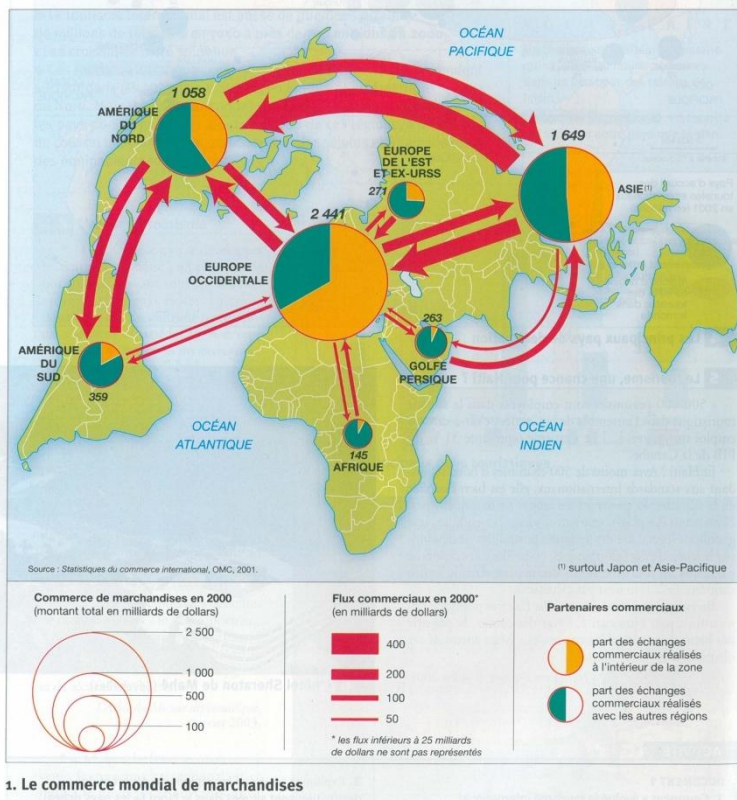 OCÉAN
PACIFIQUE
1 058
AMÉRIQUE
DU
NORD
1 649
EUROPE
DE L'EST
ET EX-URSS
271
ASIE(1)
2 441
EUROPE
OCCIDENTALE
263
GOLFE
PERSIQUE
AMÉRIQUE
DU
SUD
359
OCÉAN
ATLANTIQUE
OCÉAN
INDIEN
145
AFRIQUE
Source : Statistiques du commerce international, OMC, 2001.
(1) surtout Japon et Asie-Pacifique
Commerce de marchandises en 2000
(montant total en milliards de dollars)
2 500
1 000
500
100
Flux commerciaux en 2000*
(en milliards de dollars)
400
200
100
50
* les flux inférieurs à 25 milliards
de dollars ne sont pas représentés
Partenaires commerciaux
part des échanges
commerciaux réalisés
à l'intérieur de la zone
part des échanges
commerciaux réalisés
avec les autres régions
1. Le commerce mondial de marchandises